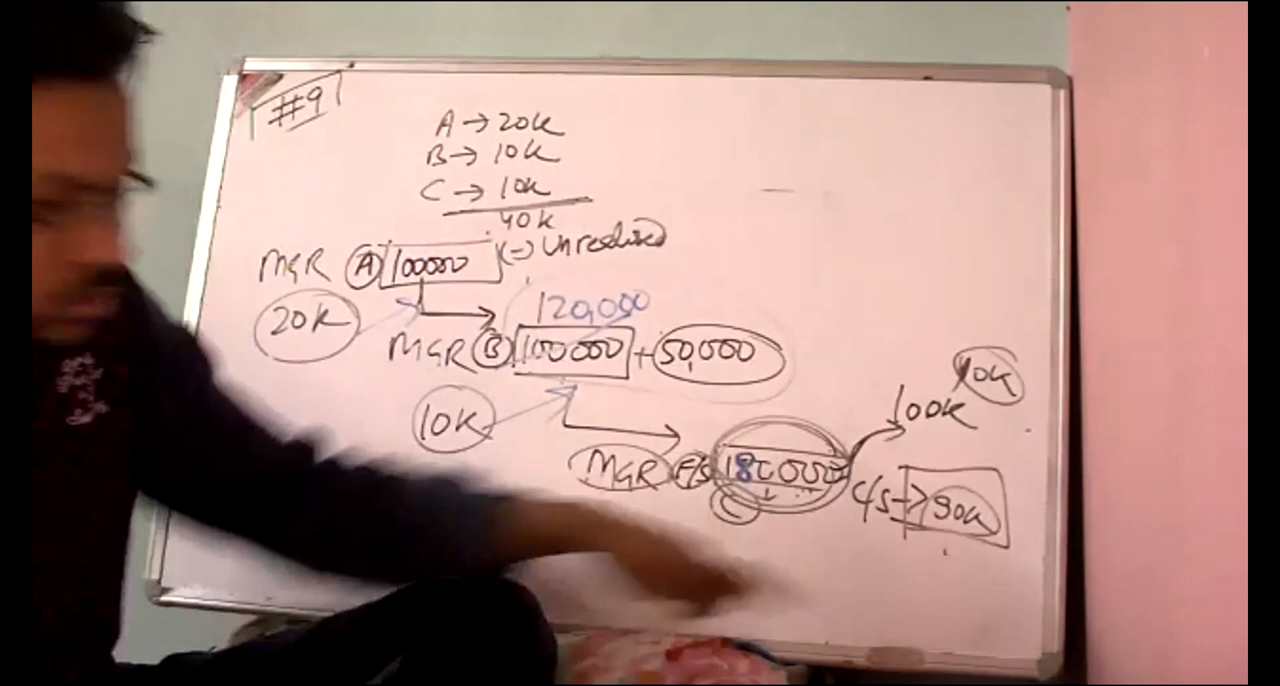 #9
A → 20K
B → 10K
C → 10K
40K
MGR A 100000 (-) Unrealised
20K
120,000
MGR B 100000 + 50,000
10K
10K
100K
MGR F/S 180000
C/S → 90K
C